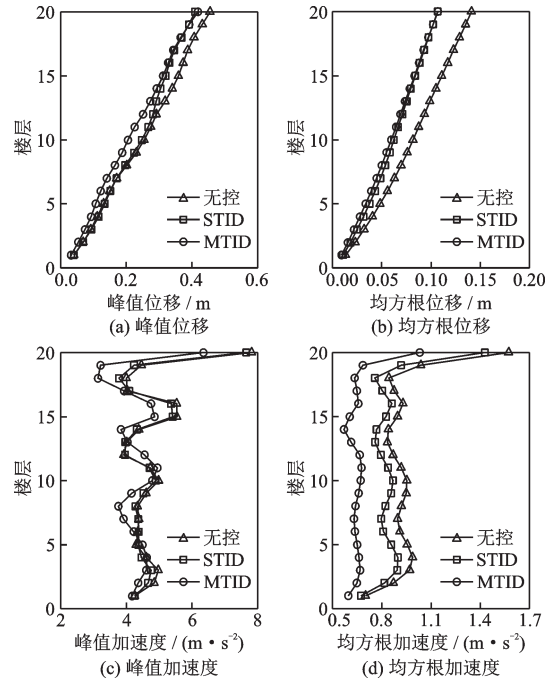 楼层
20
15
10
5
0
0.0
0.2
0.4
0.6
无控
STID
MTID
峰值位移 / m
(a) 峰值位移
楼层
20
15
10
5
0
0.00
0.05
0.10
0.15
0.20
无控
STID
MTID
均方根位移 / m
(b) 均方根位移
楼层
20
15
10
5
0
2
4
6
8
无控
STID
MTID
峰值加速度 / (m·s⁻²)
(c) 峰值加速度
楼层
20
15
10
5
0
0.5
0.8
1.1
1.4
1.7
无控
STID
MTID
均方根加速度 / (m·s⁻²)
(d) 均方根加速度